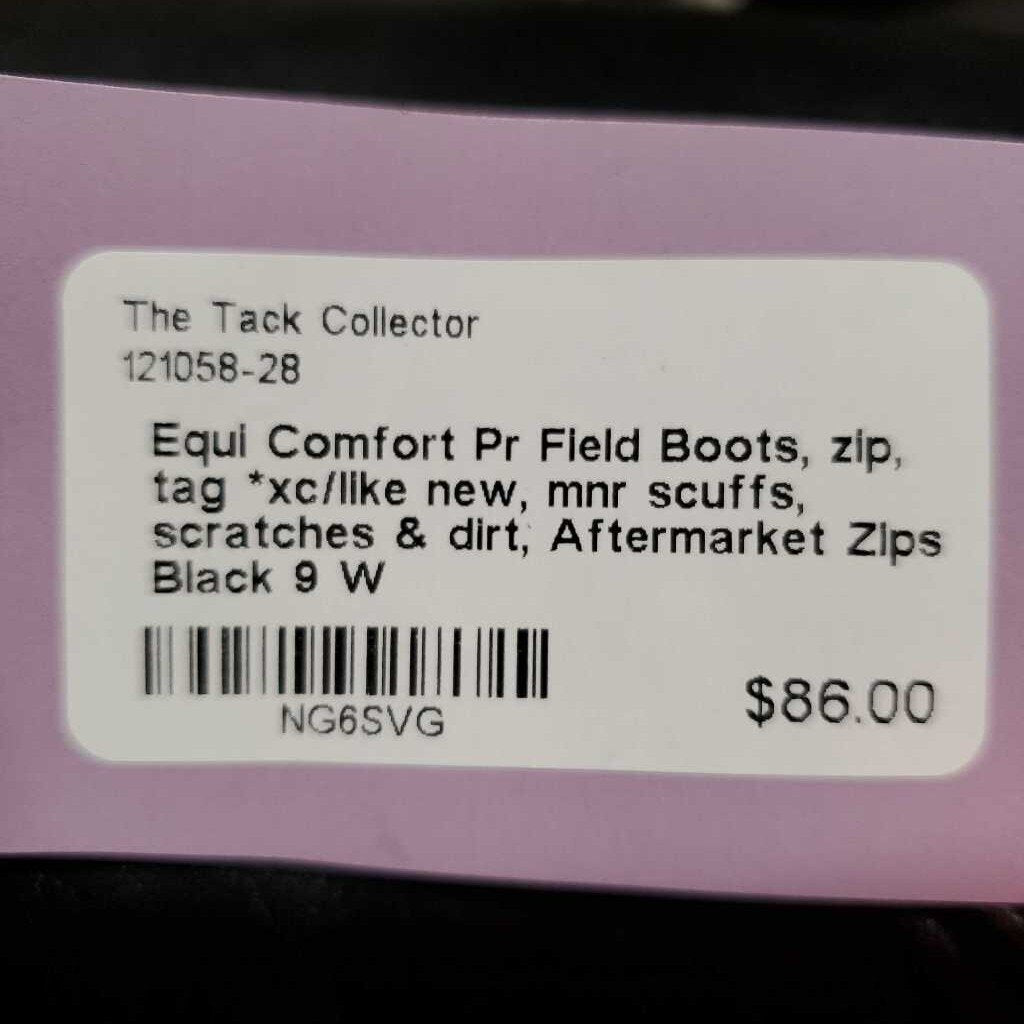 The Tack Collector
121058-28
Equi Comfort Pr Field Boots, zip,
tag *xc/like new, mnr scuffs,
scratches & dirt, Aftermarket Zips
Black 9 W
NG6SVG
$86.00